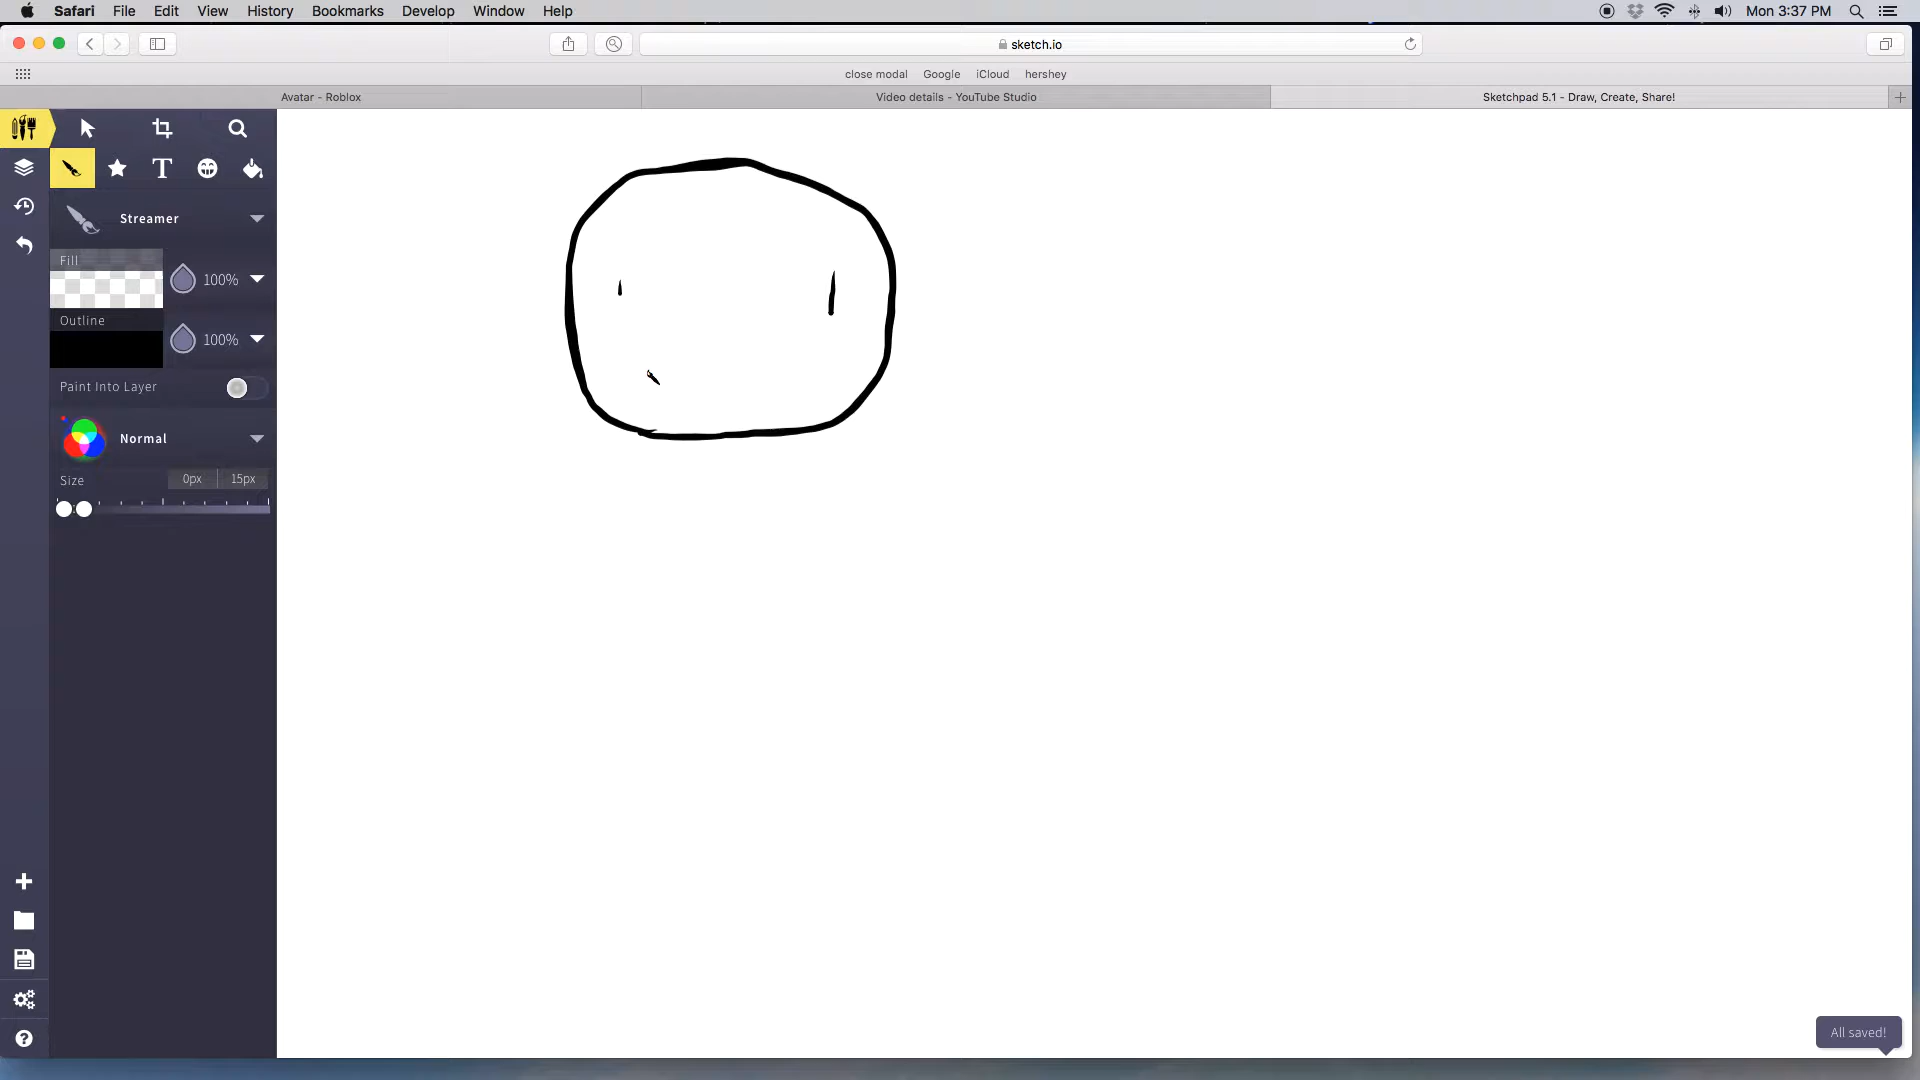 Safari File Edit View History Bookmarks Develop Window Help Mon 3:37 PM
sketch.io
close modal Google iCloud hershey
Avatar - Roblox Video details - YouTube Studio Sketchpad 5.1 - Draw, Create, Share!
T
Streamer
Fill
100%
Outline
100%
Paint Into Layer
Normal
Size 0px 15px
All saved!